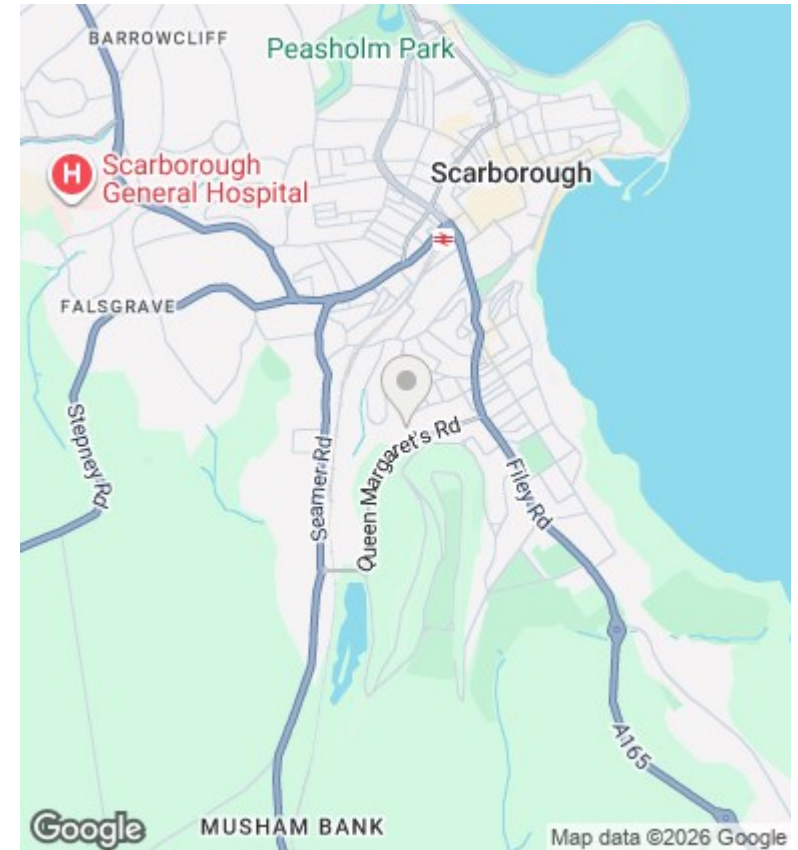 BARROWCLIFF
Peasholm Park
H
Scarborough
General Hospital
Scarborough
FALSGRAVE
Stepney Rd
Seamer Rd
Queen Margaret's Rd
Filey Rd
A165
MUSHAM BANK
Google
Map data ©2026 Google